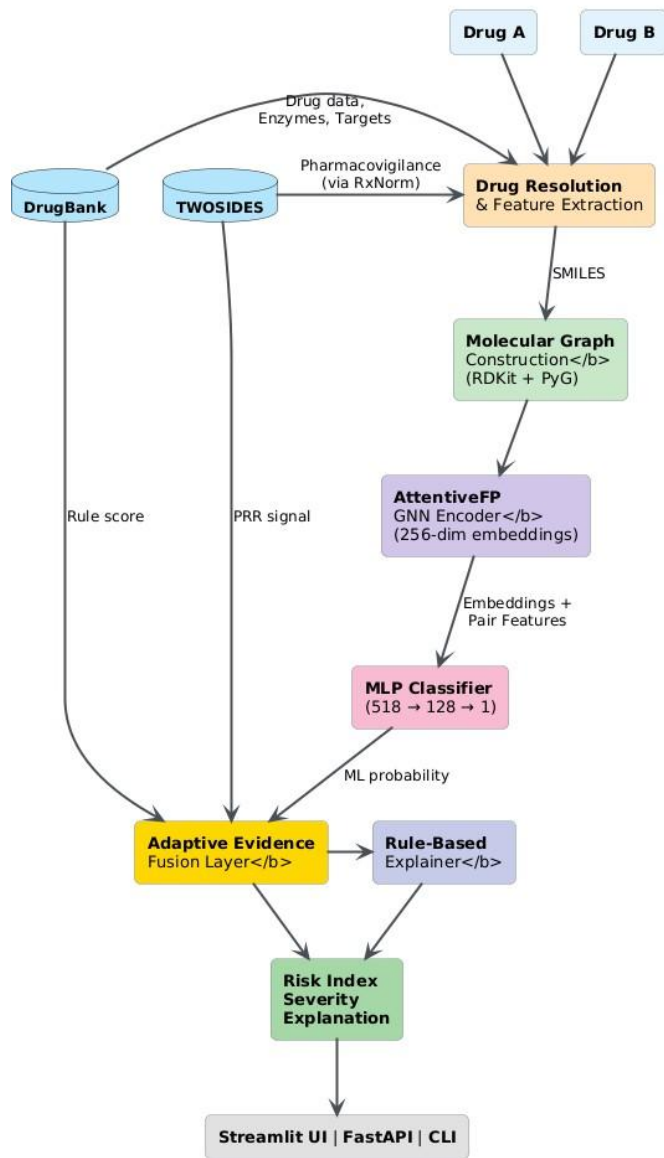 Drug A
Drug B
Drug data,
Enzymes, Targets
Pharmacovigilance
(via RxNorm)
DrugBank
TWOSIDES
Drug Resolution
& Feature Extraction
SMILES
Molecular Graph
Construction</b>
(RDKit + PyG)
AttentiveFP
GNN Encoder</b>
(256-dim embeddings)
Rule score
PRR signal
Embeddings +
Pair Features
MLP Classifier
(518 → 128 → 1)
ML probability
Adaptive Evidence
Fusion Layer</b>
Rule-Based
Explainer</b>
Risk Index
Severity
Explanation
Streamlit UI | FastAPI | CLI